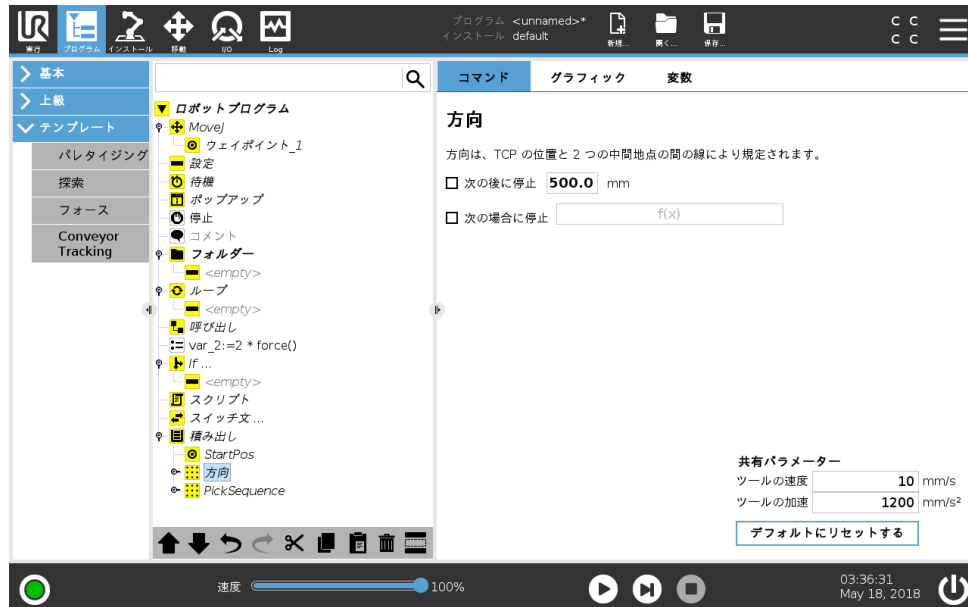 UR
実行
プログラム
インストール
移動
I/O
Log
プログラム <unnamed>*
インストール default
新規...
開く...
保存...
C C
C C
基本
上級
テンプレート
パレタイジング
探索
フォース
Conveyor
Tracking
ロボットプログラム
MoveJ
ウェイポイント_1
設定
待機
ポップアップ
停止
コメント
フォルダー
<empty>
ループ
<empty>
呼び出し
var_2:=2 * force()
If ...
<empty>
スクリプト
スイッチ文 ...
積み出し
StartPos
方向
PickSequence
コマンド グラフィック 変数
方向
方向は、TCP の位置と 2 つの中間地点の間の線により規定されます。
次の後に停止 500.0 mm
次の場合に停止 f(x)
共有パラメーター
ツールの速度 10 mm/s
ツールの加速 1200 mm/s²
デフォルトにリセットする
速度 100%
03:36:31
May 18, 2018